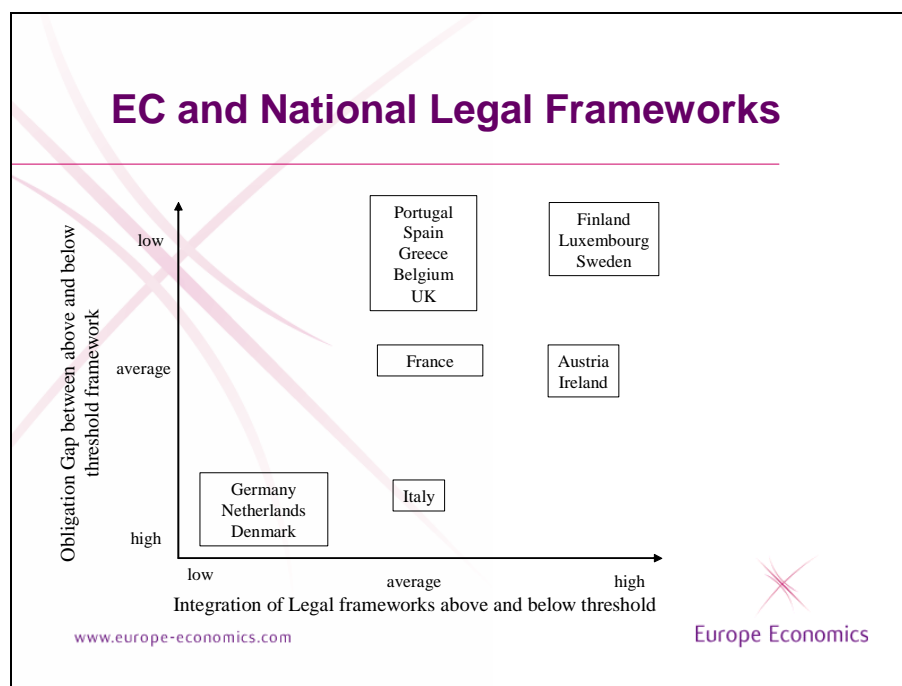 EC and National Legal Frameworks
Obligation Gap between above and below
threshold framework
low
average
high
Portugal
Spain
Greece
Belgium
UK
Finland
Luxembourg
Sweden
France
Austria
Ireland
Germany
Netherlands
Denmark
Italy
low
average
high
Integration of Legal frameworks above and below threshold
www.europe-economics.com
Europe Economics